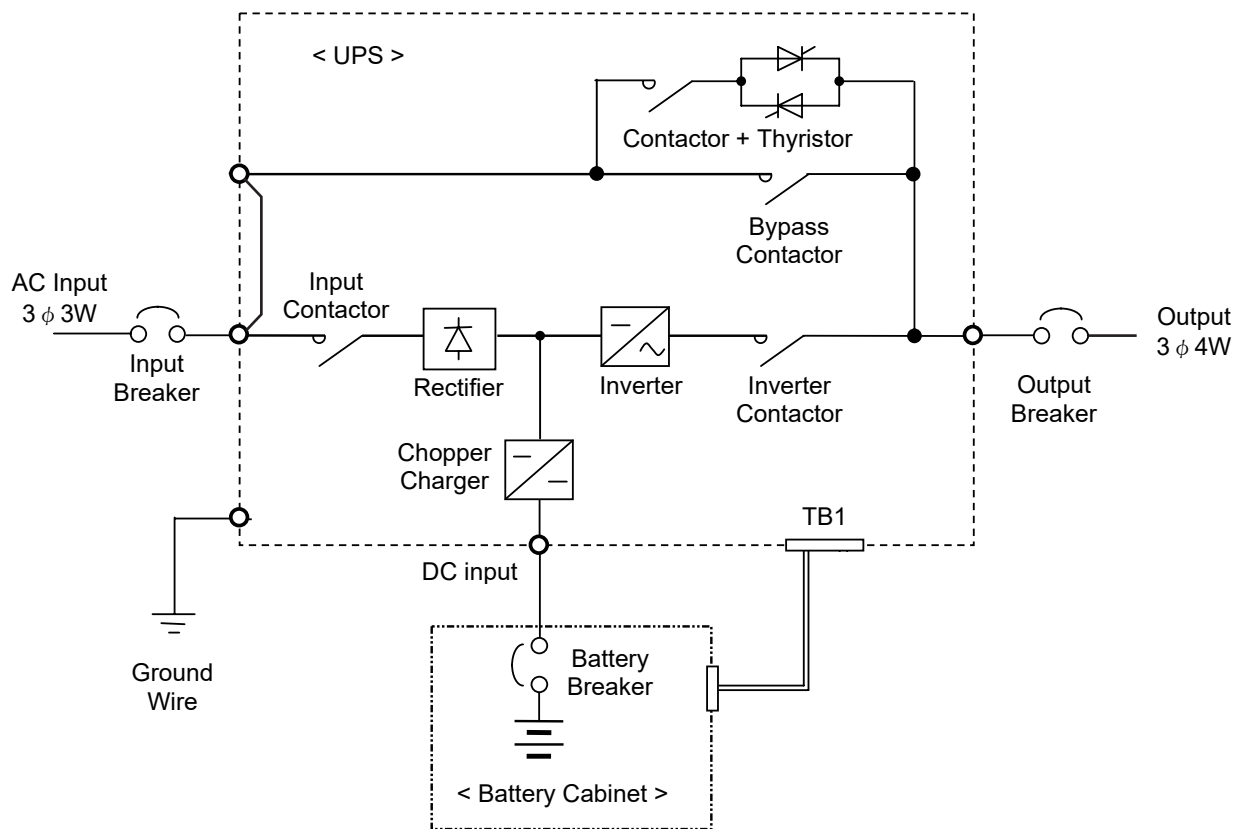 < UPS >
Contactor + Thyristor
Bypass
Contactor
AC Input
3 ϕ 3W
Input
Contactor
Input
Breaker
Rectifier
Inverter
Inverter
Contactor
Output
3 ϕ 4W
Output
Breaker
Chopper
Charger
TB1
DC input
Ground
Wire
Battery
Breaker
< Battery Cabinet >